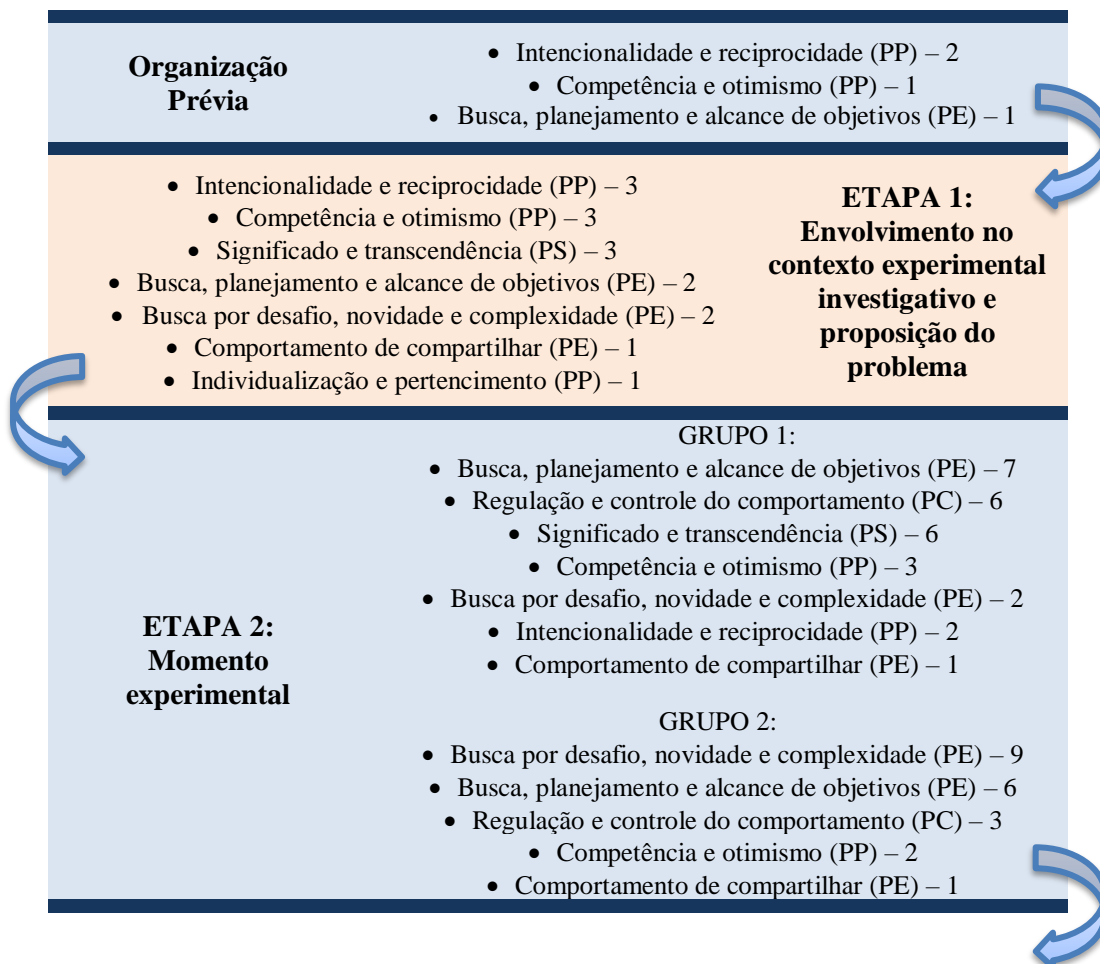 Organização
Prévia
• Intencionalidade e reciprocidade (PP) – 2
• Competência e otimismo (PP) – 1
• Busca, planejamento e alcance de objetivos (PE) – 1
• Intencionalidade e reciprocidade (PP) – 3
• Competência e otimismo (PP) – 3
• Significado e transcendência (PS) – 3
• Busca, planejamento e alcance de objetivos (PE) – 2
• Busca por desafio, novidade e complexidade (PE) – 2
• Comportamento de compartilhar (PE) – 1
• Individualização e pertencimento (PP) – 1
ETAPA 1:
Envolvimento no
contexto experimental
investigativo e
proposição do
problema
ETAPA 2:
Momento
experimental
GRUPO 1:
• Busca, planejamento e alcance de objetivos (PE) – 7
• Regulação e controle do comportamento (PC) – 6
• Significado e transcendência (PS) – 6
• Competência e otimismo (PP) – 3
• Busca por desafio, novidade e complexidade (PE) – 2
• Intencionalidade e reciprocidade (PP) – 2
• Comportamento de compartilhar (PE) – 1
GRUPO 2:
• Busca por desafio, novidade e complexidade (PE) – 9
• Busca, planejamento e alcance de objetivos (PE) – 6
• Regulação e controle do comportamento (PC) – 3
• Competência e otimismo (PP) – 2
• Comportamento de compartilhar (PE) – 1